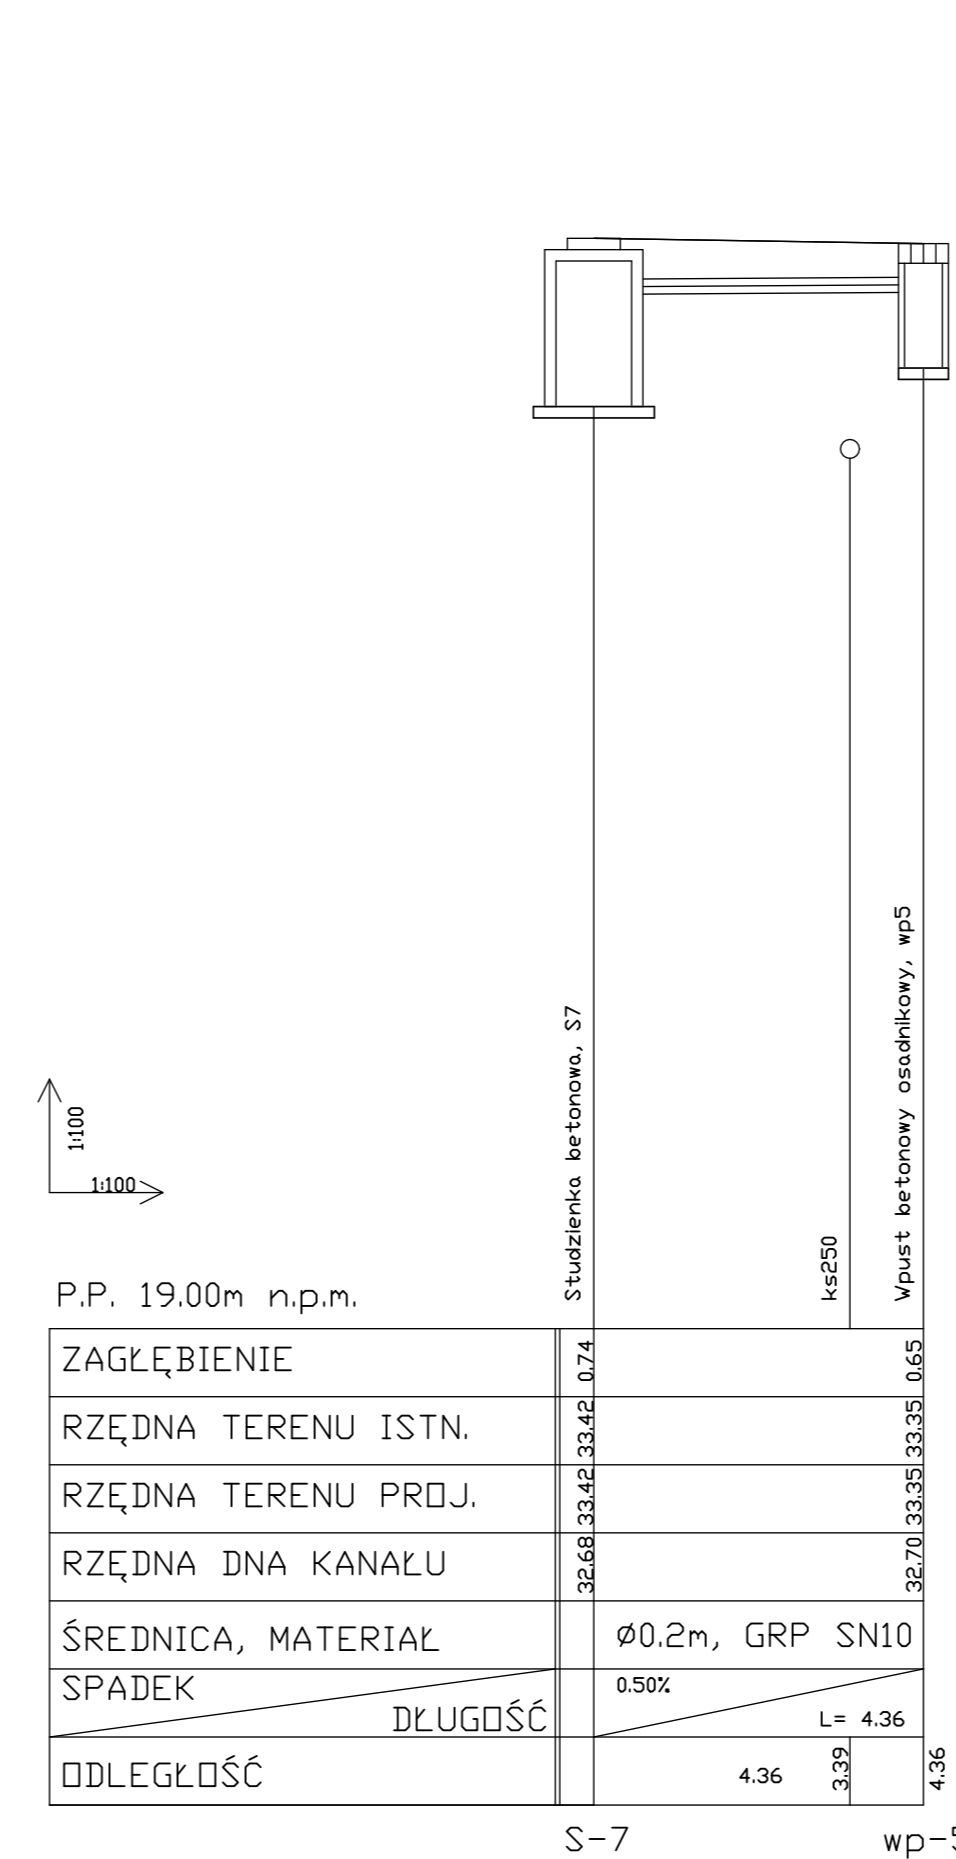 Studzienka betonowa, S7
ks250
Wpust betonowy osadnikowy, wp5
1:100
1:100
P.P. 19.00m n.p.m.
ZAGŁĘBIENIE 0.74 0.65
RZĘDNA TERENU ISTN. 33.42 33.35
RZĘDNA TERENU PROJ. 33.42 33.35
RZĘDNA DNA KANAŁU 32.68 32.70
ŚREDNICA, MATERIAŁ Ø0.2m, GRP SN10
SPADEK 0.50%
DŁUGOŚĆ L= 4.36
ODLEGŁOŚĆ 4.36 3.39 4.36
S-7 wp-5